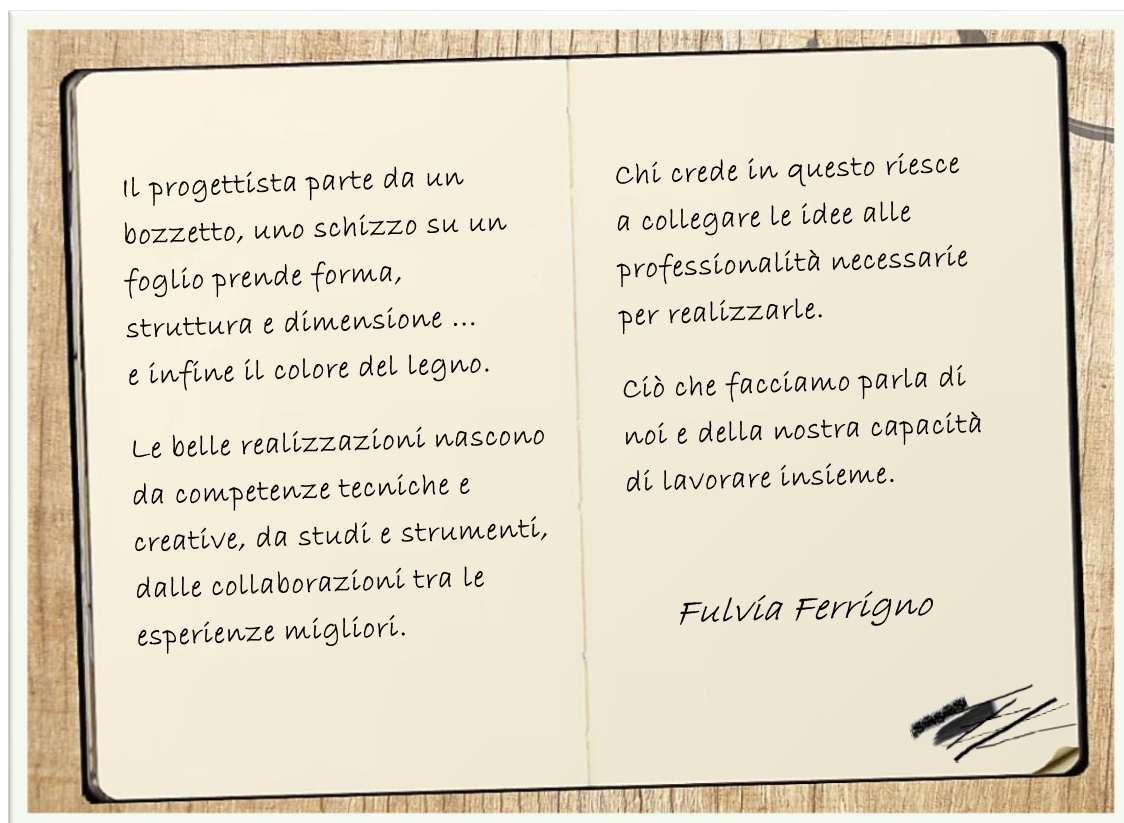 Il progettista parte da un
bozzetto, uno schizzo su un
foglio prende forma,
struttura e dimensione ...
e infine il colore del legno.
Le belle realizzazioni nascono
da competenze tecniche e
creative, da studi e strumenti,
dalle collaborazioni tra le
esperienze migliori.
Chi crede in questo riesce
a collegare le idee alle
professionalità necessarie
per realizzarle.
Ciò che facciamo parla di
noi e della nostra capacità
di lavorare insieme.
Fulvia Ferrigno